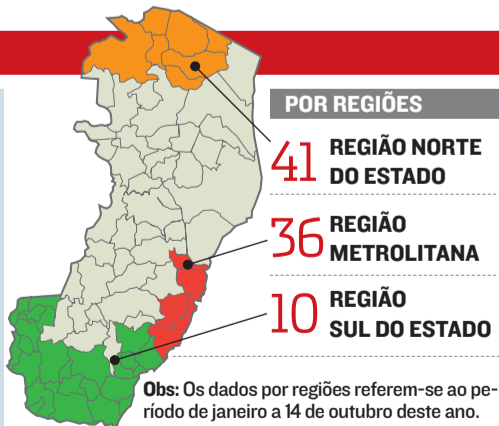 POR REGIÕES
41 REGIÃO NORTE
DO ESTADO
36 REGIÃO
METROLITANA
10 REGIÃO
SUL DO ESTADO
Obs: Os dados por regiões referem-se ao pe-
ríodo de janeiro a 14 de outubro deste ano.